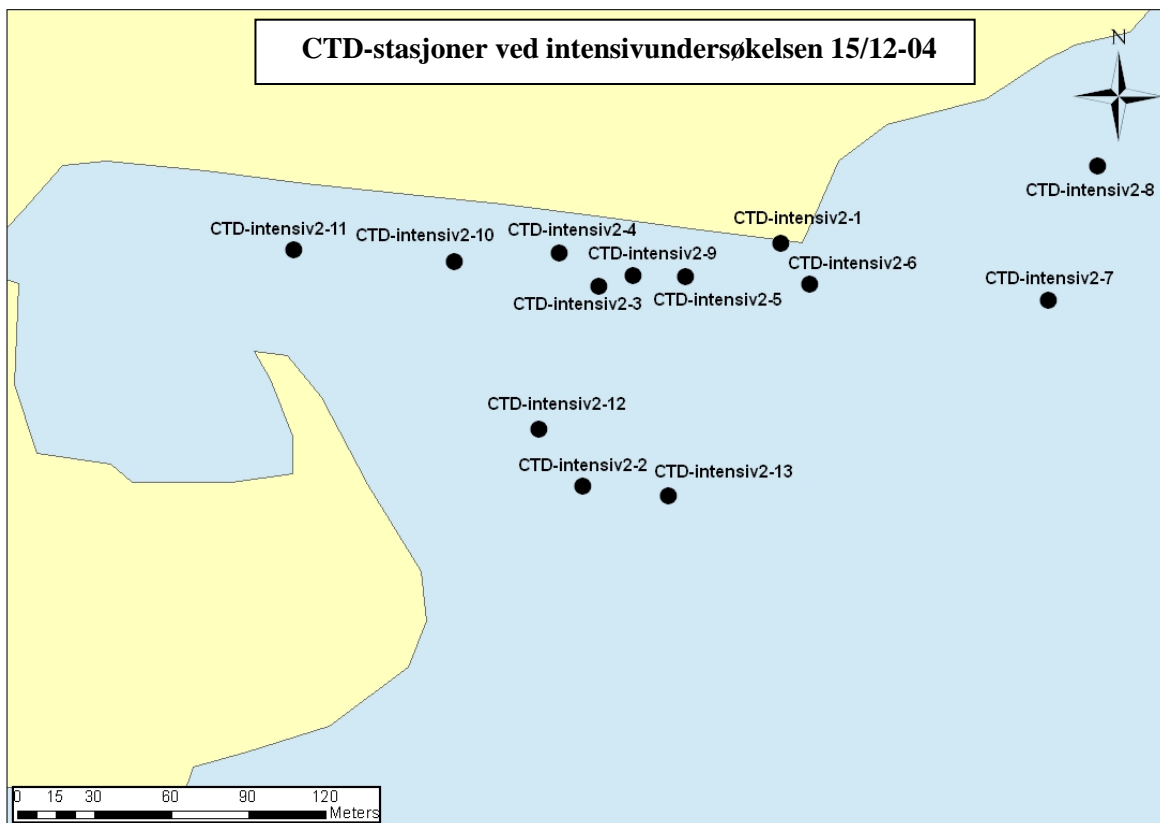 CTD-stasjoner ved intensivundersøkelsen 15/12-04
N
CTD-intensiv2-8
CTD-intensiv2-1
CTD-intensiv2-11
CTD-intensiv2-10
CTD-intensiv2-4
CTD-intensiv2-9
CTD-intensiv2-6
CTD-intensiv2-7
CTD-intensiv2-3
CTD-intensiv2-5
CTD-intensiv2-12
CTD-intensiv2-2
CTD-intensiv2-13
0 15 30 60 90 120
Meters